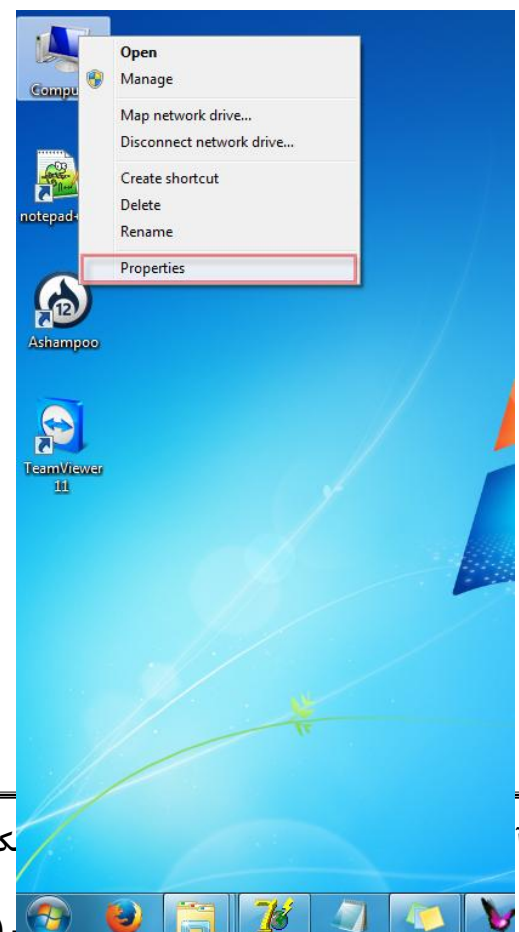 Open
Compu
Manage
Map network drive...
Disconnect network drive...
Create shortcut
Delete
Rename
notepad+
Properties
12
Ashampoo
TeamViewer
11